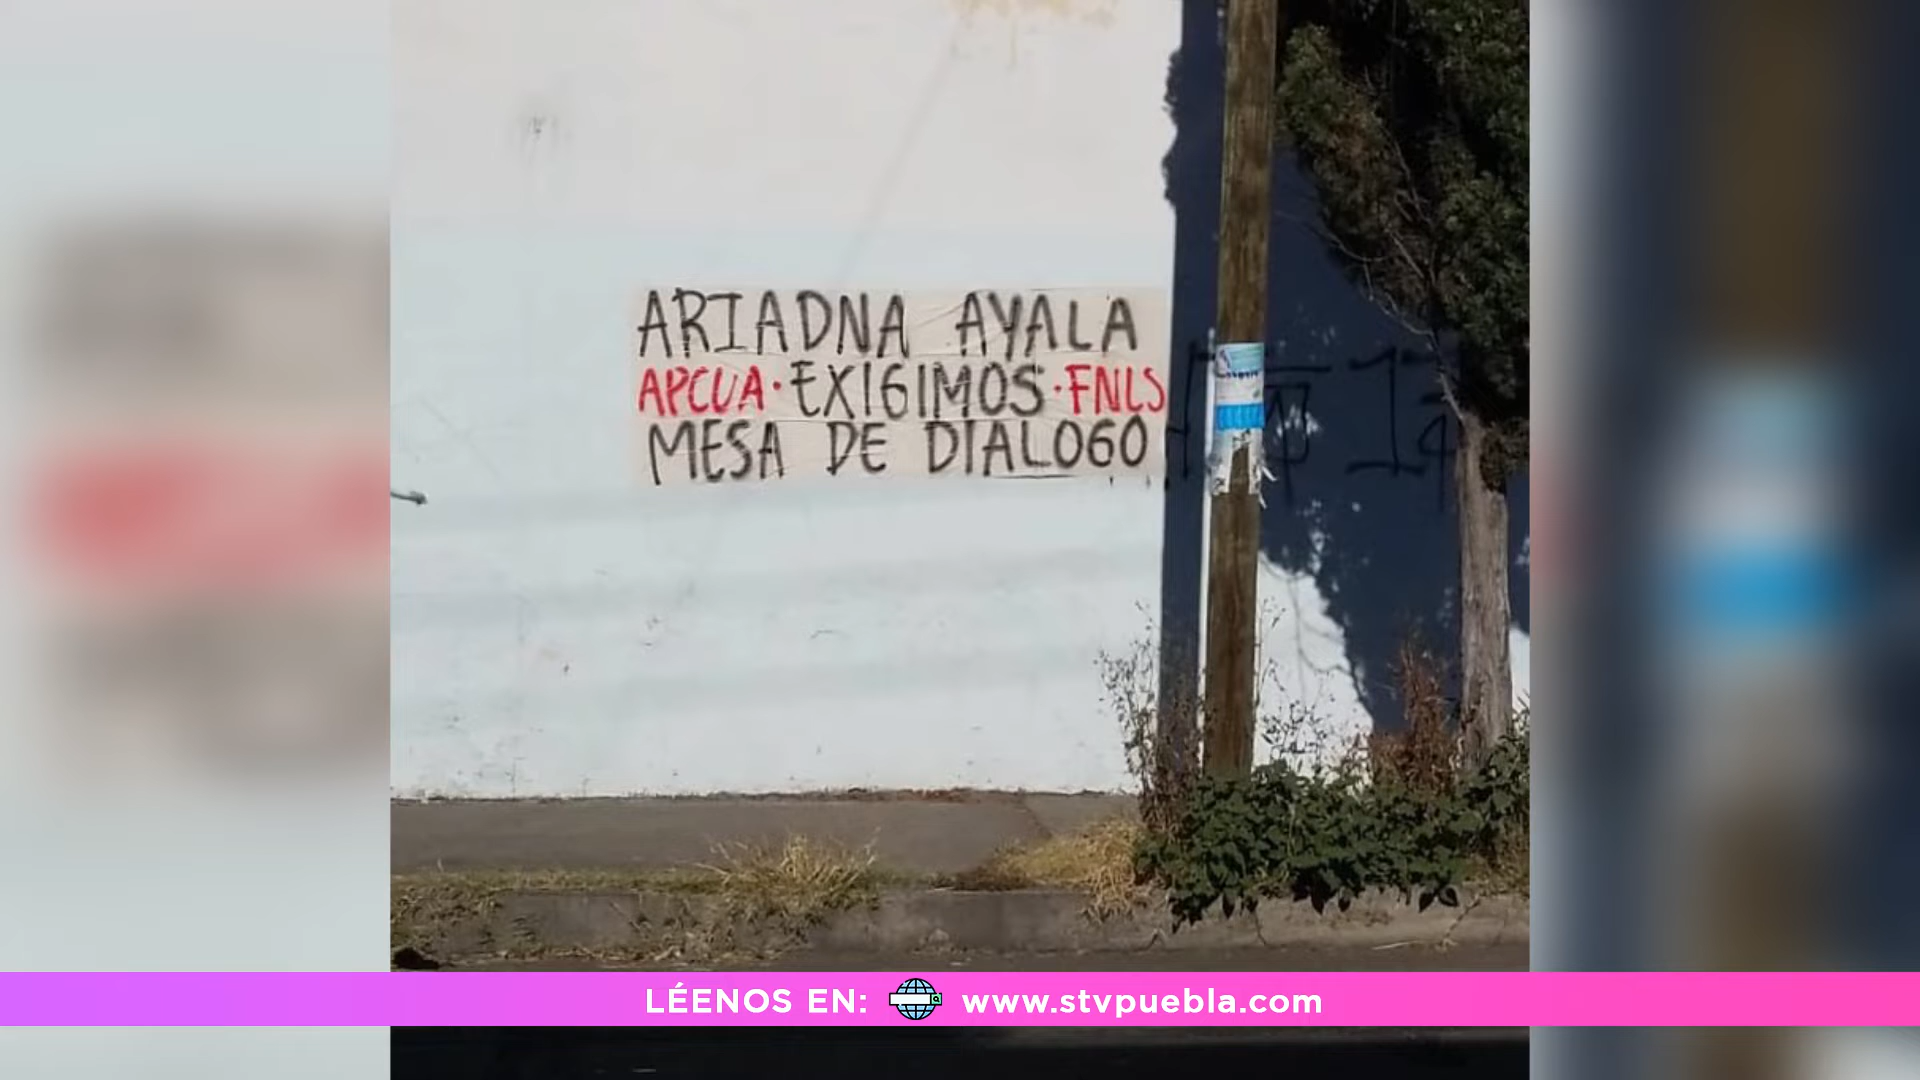 ARIADNA AYALA
APCUA · EXIGIMOS · FNLS
MESA DE DIALOGO
LÉENOS EN: www.stvpuebla.com